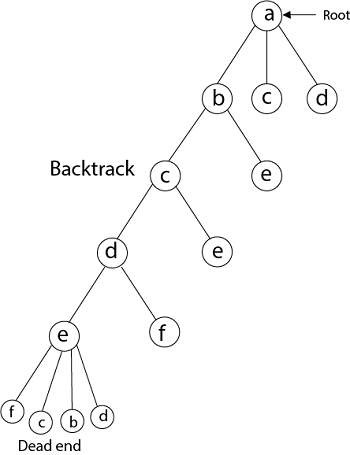 a Root
b c d
Backtrack c e
d e
e f
f c b d
Dead end